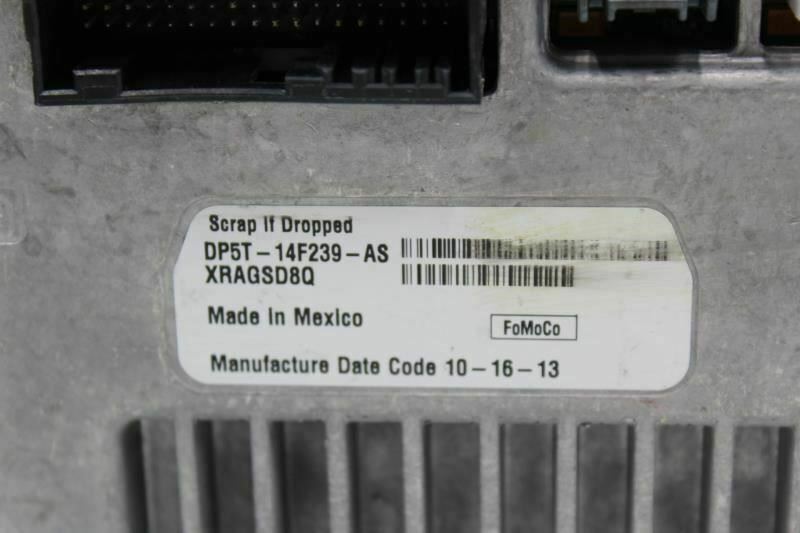 Scrap If Dropped
DP5T-14F239-AS
XRAGSD8Q
Made In Mexico
FoMoCo
Manufacture Date Code 10-16-13